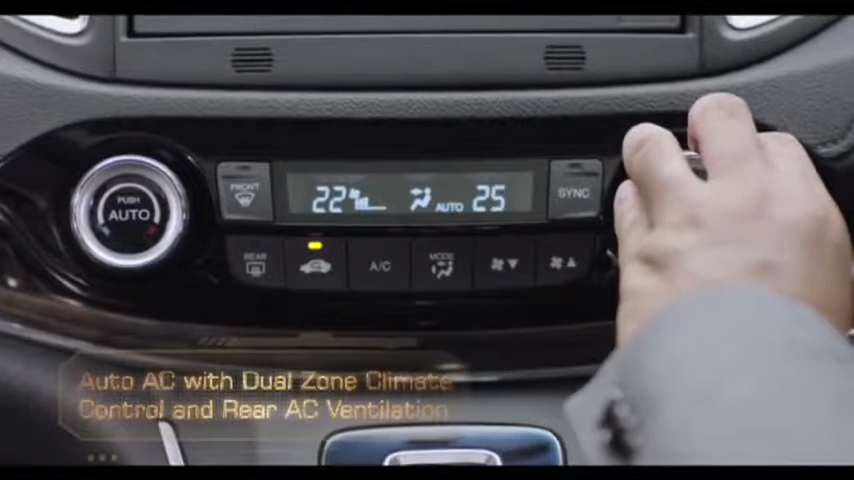 PUSH
AUTO
FRONT
22 AUTO 25
SYNC
REAR
A/C
MODE
Auto AC with Dual Zone Climate
Control and Rear AC Ventilation